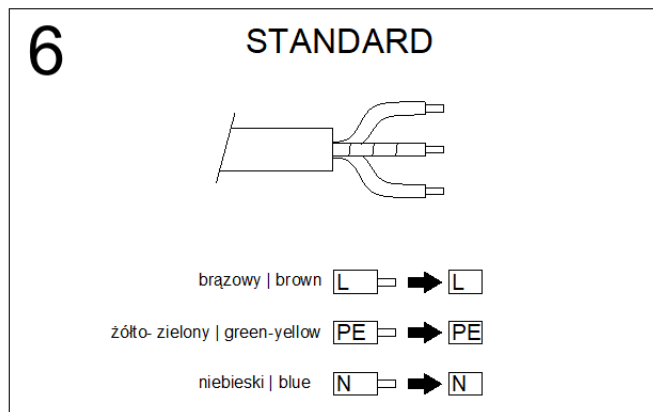 6
STANDARD
brązowy | brown L L
żółto- zielony | green-yellow PE PE
niebieski | blue N N